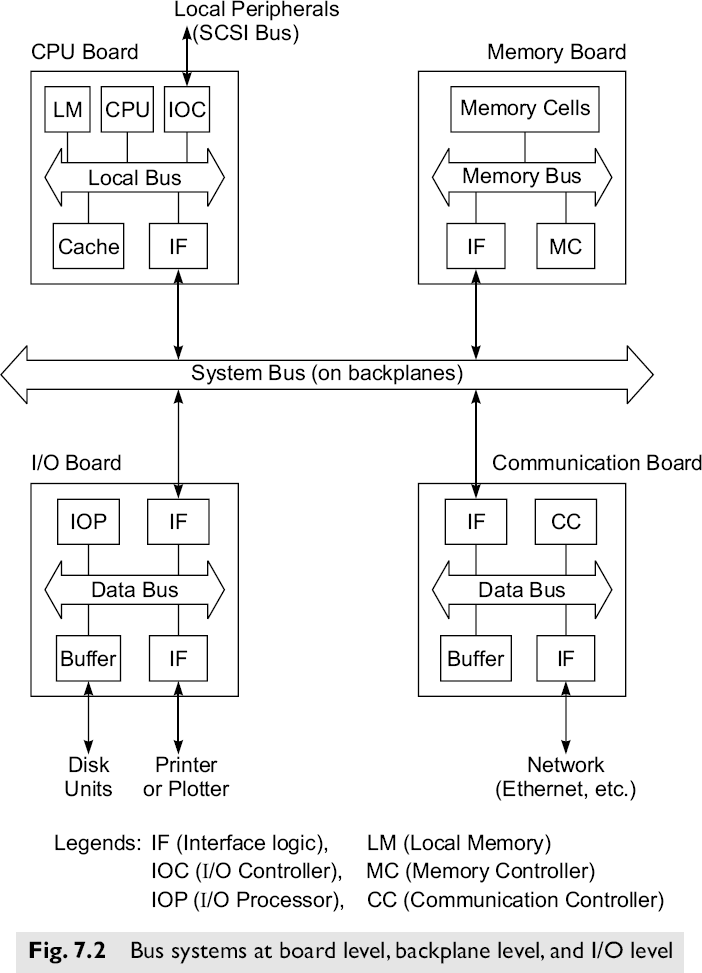 Local Peripherals
(SCSI Bus)
CPU Board
Memory Board
LM
CPU
IOC
Memory Cells
Local Bus
Memory Bus
Cache
IF
IF
MC
System Bus (on backplanes)
I/O Board
Communication Board
IOP
IF
IF
CC
Data Bus
Data Bus
Buffer
IF
Buffer
IF
Disk
Units
Printer
or Plotter
Network
(Ethernet, etc.)
Legends: IF (Interface logic), LM (Local Memory)
IOC (I/O Controller), MC (Memory Controller)
IOP (I/O Processor), CC (Communication Controller)
Fig. 7.2 Bus systems at board level, backplane level, and I/O level